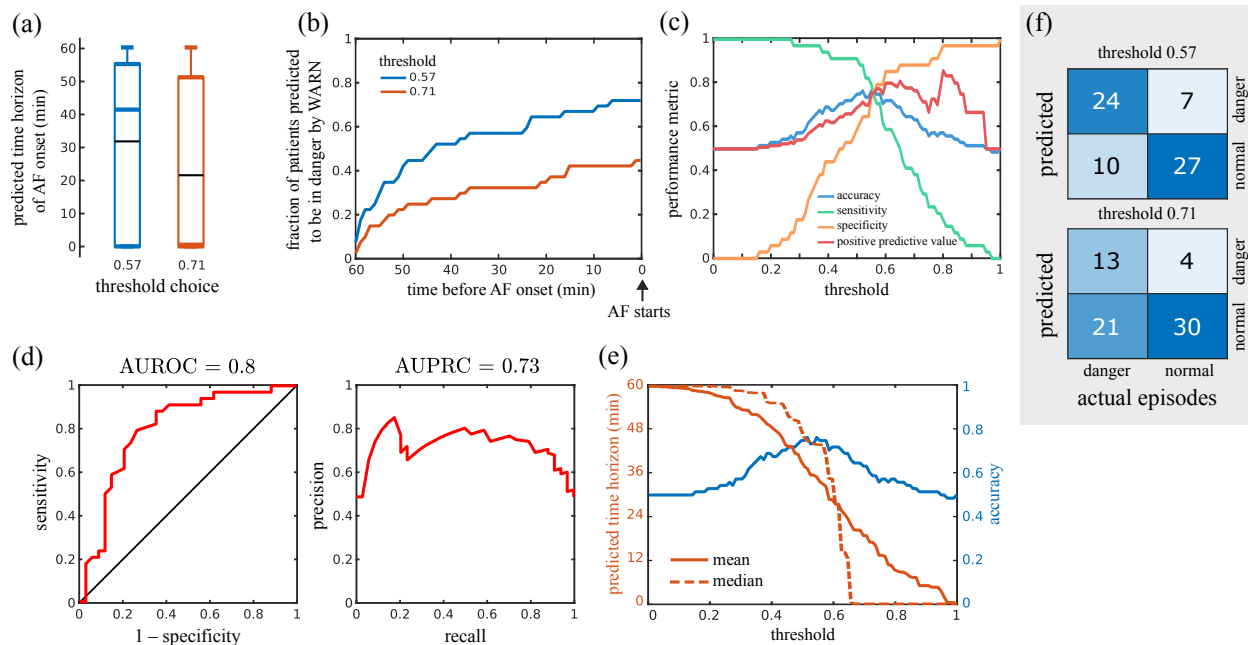 (a)
predicted time horizon
of AF onset (min)
60
50
40
30
20
10
0
0.57
0.71
threshold choice
(b)
fraction of patients predicted
to be in danger by WARN
1
0.8
0.6
0.4
0.2
0
threshold
0.57
0.71
60
50
40
30
20
10
0
time before AF onset (min)
AF starts
(c)
performance metric
1
0.8
0.6
0.4
0.2
0
accuracy
sensitivity
specificity
positive predictive value
0
0.2
0.4
0.6
0.8
1
threshold
(d)
AUROC = 0.8
sensitivity
1
0.8
0.6
0.4
0.2
0
0
0.2
0.4
0.6
0.8
1
1 – specificity
AUPRC = 0.73
precision
1
0.8
0.6
0.4
0.2
0
0
0.2
0.4
0.6
0.8
1
recall
(e)
predicted time horizon (min)
60
48
36
24
12
0
mean
median
1
0.8
0.6
0.4
0.2
0
accuracy
0
0.2
0.4
0.6
0.8
1
threshold
(f)
threshold 0.57
predicted
24
7
danger
10
27
normal
threshold 0.71
predicted
13
4
danger
21
30
normal
danger
normal
actual episodes